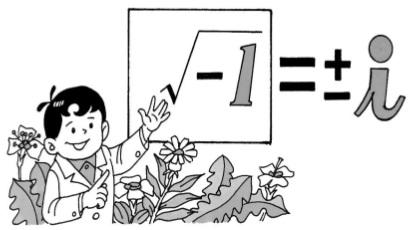 √-1 = ± i